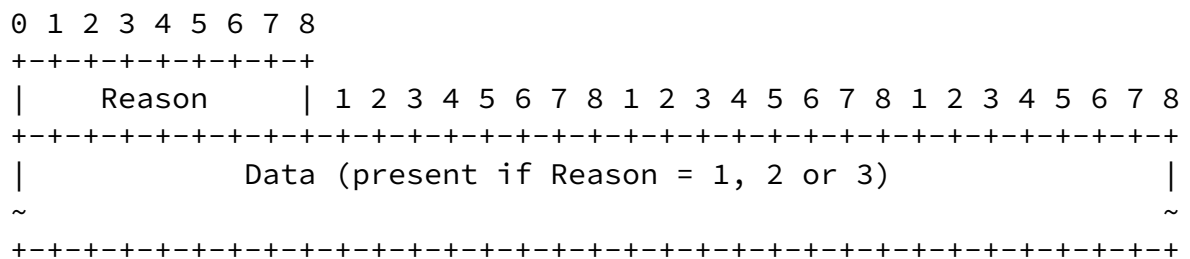 0 1 2 3 4 5 6 7 8
+-+-+-+-+-+-+-+-+
|    Reason     | 1 2 3 4 5 6 7 8 1 2 3 4 5 6 7 8 1 2 3 4 5 6 7 8
+-+-+-+-+-+-+-+-+-+-+-+-+-+-+-+-+-+-+-+-+-+-+-+-+-+-+-+-+-+-+-+-+
|            Data (present if Reason = 1, 2 or 3)               |
~                                                               ~
+-+-+-+-+-+-+-+-+-+-+-+-+-+-+-+-+-+-+-+-+-+-+-+-+-+-+-+-+-+-+-+-+